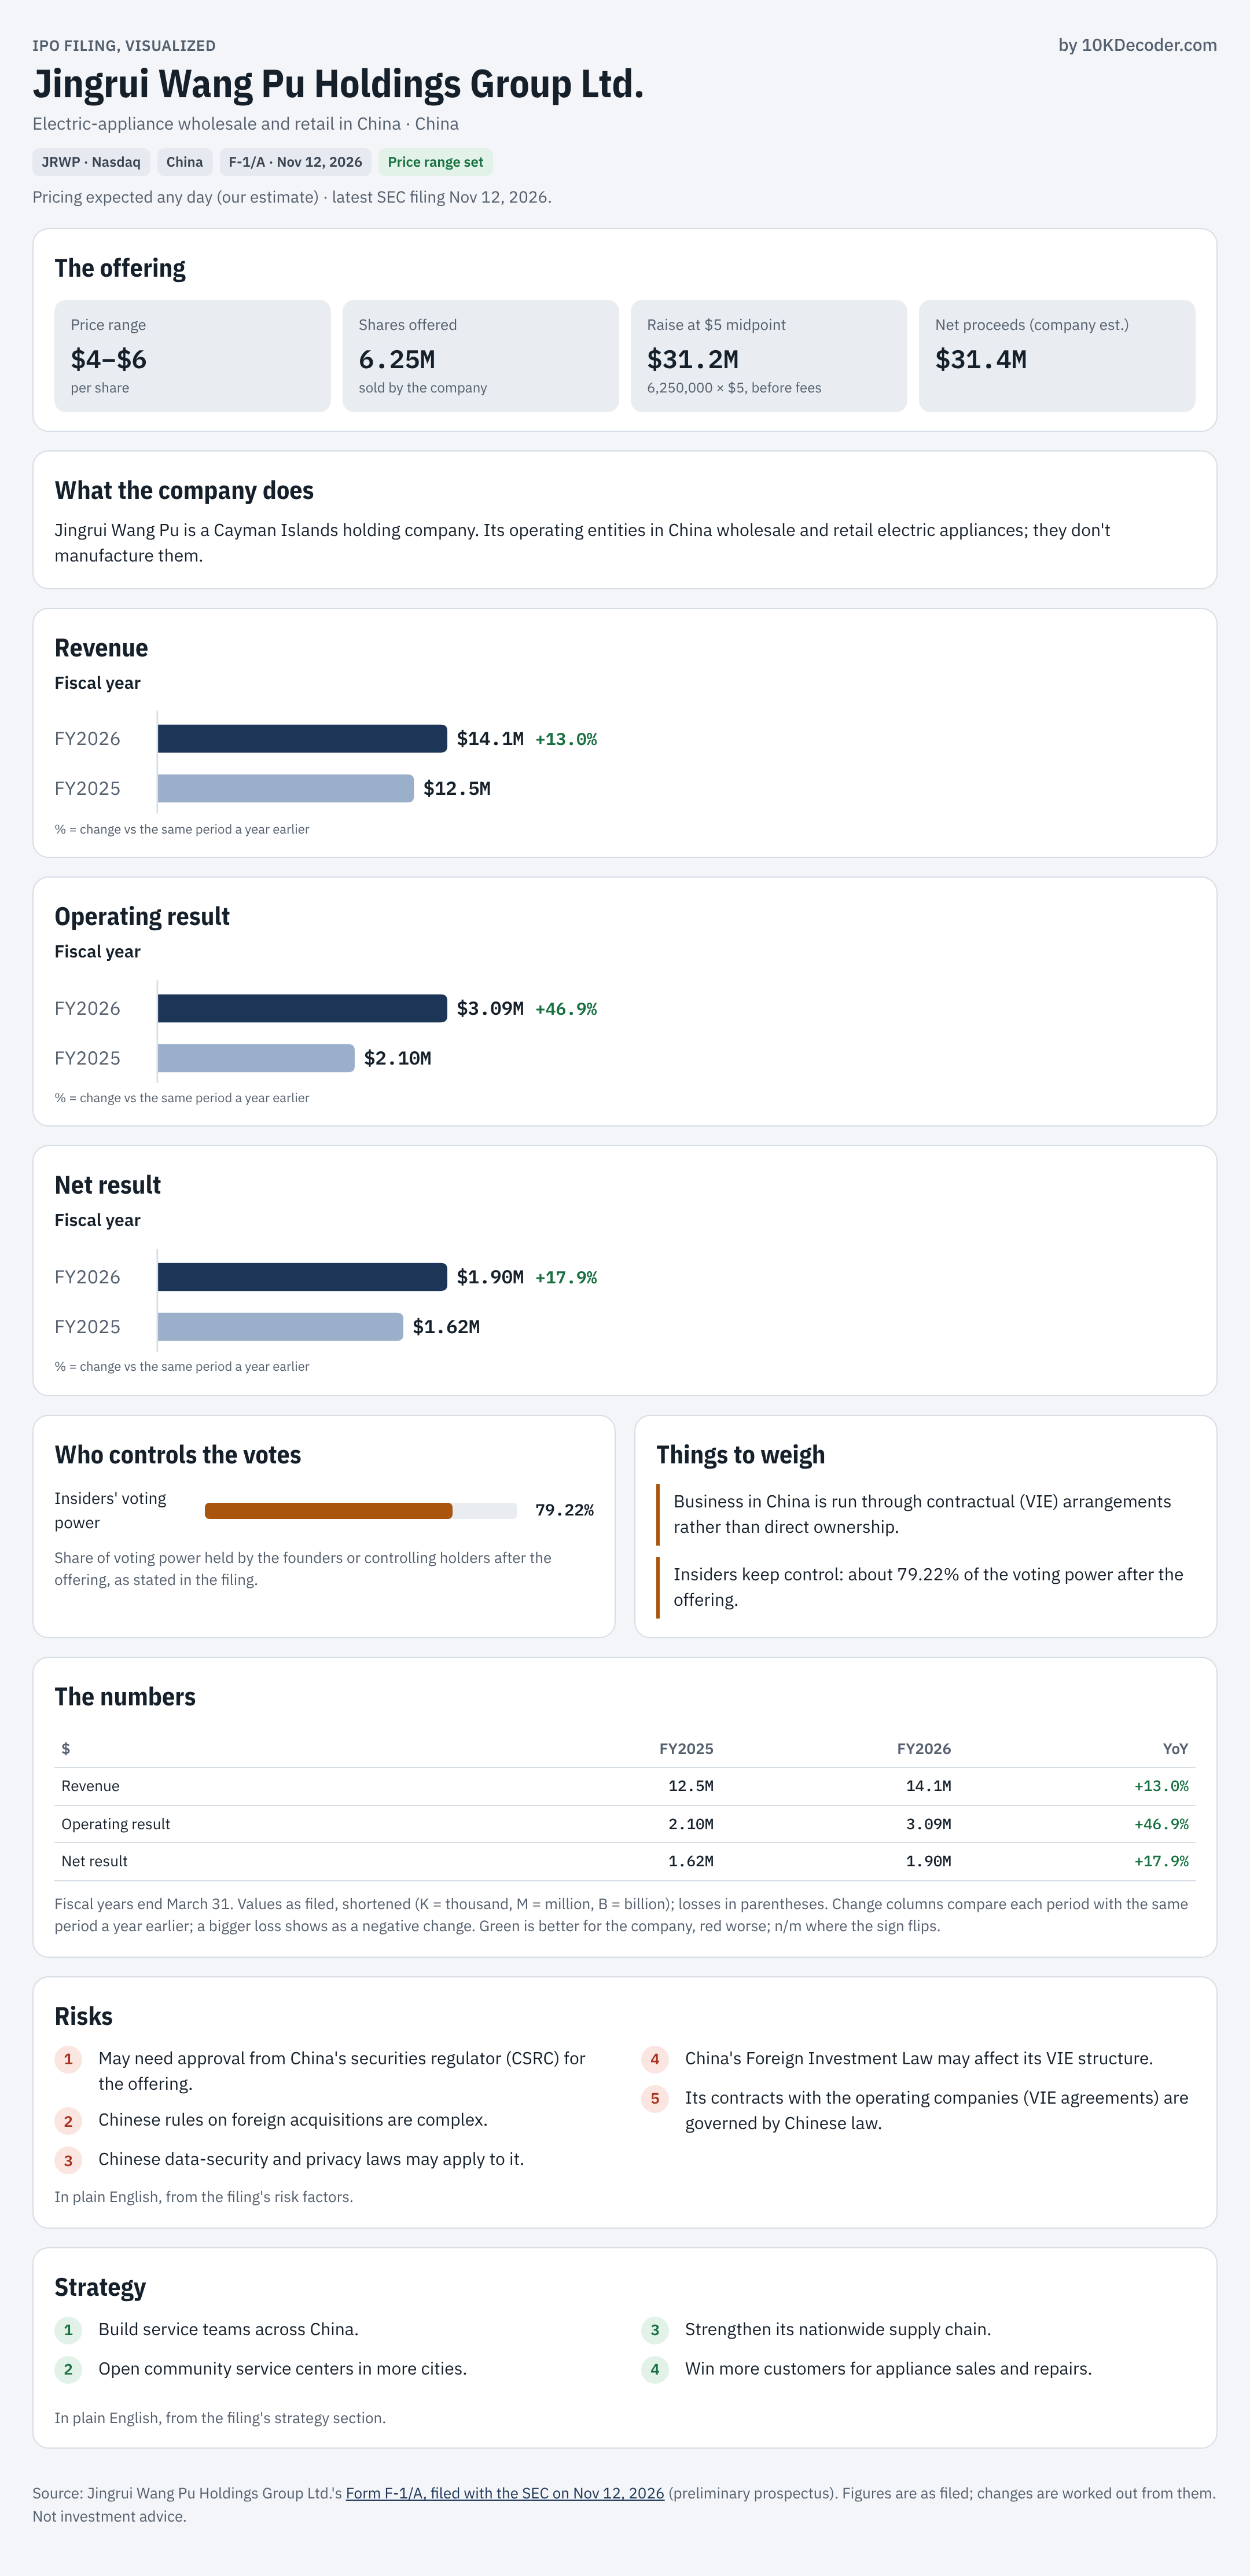 IPO FILING, VISUALIZED
by 10KDecoder.com
Jingrui Wang Pu Holdings Group Ltd.
Electric-appliance wholesale and retail in China · China
JRWP · Nasdaq
China
F-1/A · Nov 12, 2026
Price range set
Pricing expected any day (our estimate) · latest SEC filing Nov 12, 2026.
The offering
Price range
$4–$6
per share
Shares offered
6.25M
sold by the company
Raise at $5 midpoint
$31.2M
6,250,000 × $5, before fees
Net proceeds (company est.)
$31.4M
What the company does
Jingrui Wang Pu is a Cayman Islands holding company. Its operating entities in China wholesale and retail electric appliances; they don't
manufacture them.
Revenue
Fiscal year
FY2026 $14.1M +13.0%
FY2025 $12.5M
% = change vs the same period a year earlier
Operating result
Fiscal year
FY2026 $3.09M +46.9%
FY2025 $2.10M
% = change vs the same period a year earlier
Net result
Fiscal year
FY2026 $1.90M +17.9%
FY2025 $1.62M
% = change vs the same period a year earlier
Who controls the votes
Insiders' voting
power
79.22%
Share of voting power held by the founders or controlling holders after the
offering, as stated in the filing.
Things to weigh
Business in China is run through contractual (VIE) arrangements
rather than direct ownership.
Insiders keep control: about 79.22% of the voting power after the
offering.
The numbers
$ FY2025 FY2026 YoY
Revenue 12.5M 14.1M +13.0%
Operating result 2.10M 3.09M +46.9%
Net result 1.62M 1.90M +17.9%
Fiscal years end March 31. Values as filed, shortened (K = thousand, M = million, B = billion); losses in parentheses. Change columns compare each period with the same
period a year earlier; a bigger loss shows as a negative change. Green is better for the company, red worse; n/m where the sign flips.
Risks
1 May need approval from China's securities regulator (CSRC) for
the offering.
2 Chinese rules on foreign acquisitions are complex.
3 Chinese data-security and privacy laws may apply to it.
4 China's Foreign Investment Law may affect its VIE structure.
5 Its contracts with the operating companies (VIE agreements) are
governed by Chinese law.
In plain English, from the filing's risk factors.
Strategy
1 Build service teams across China.
2 Open community service centers in more cities.
3 Strengthen its nationwide supply chain.
4 Win more customers for appliance sales and repairs.
In plain English, from the filing's strategy section.
Source: Jingrui Wang Pu Holdings Group Ltd.'s Form F-1/A, filed with the SEC on Nov 12, 2026 (preliminary prospectus). Figures are as filed; changes are worked out from them.
Not investment advice.